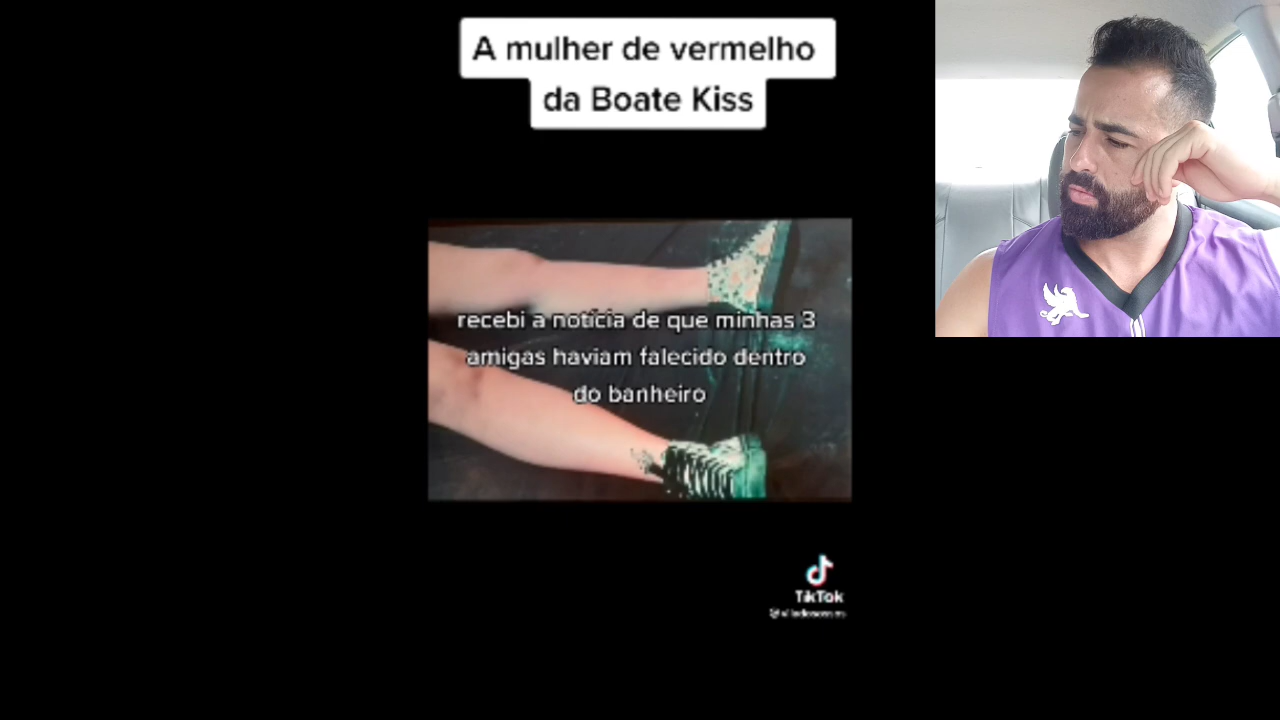 A mulher de vermelho
da Boate Kiss
recebi a notícia de que minhas 3
amigas haviam falecido dentro
do banheiro
TikTok